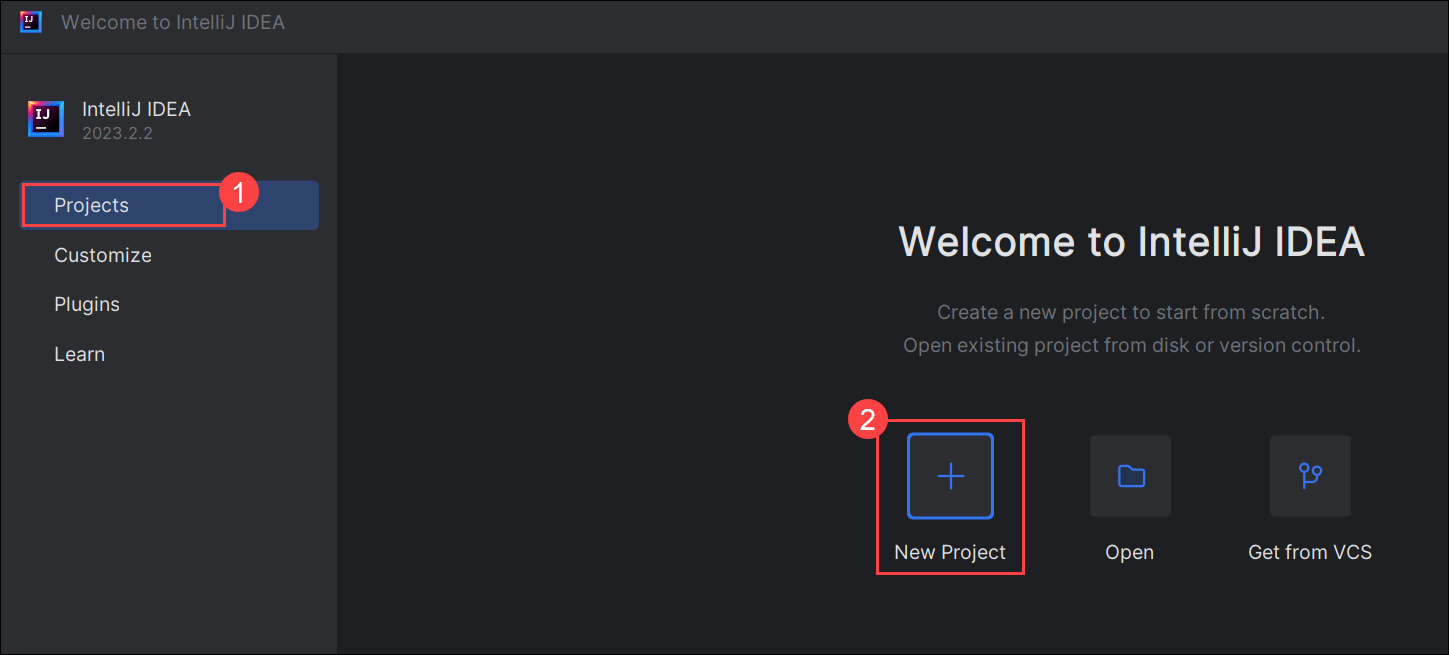 Welcome to IntelliJ IDEA
IJ
IntelliJ IDEA
2023.2.2
Projects
1
Customize
Plugins
Learn
Welcome to IntelliJ IDEA
Create a new project to start from scratch.
Open existing project from disk or version control.
2
New Project
Open
Get from VCS